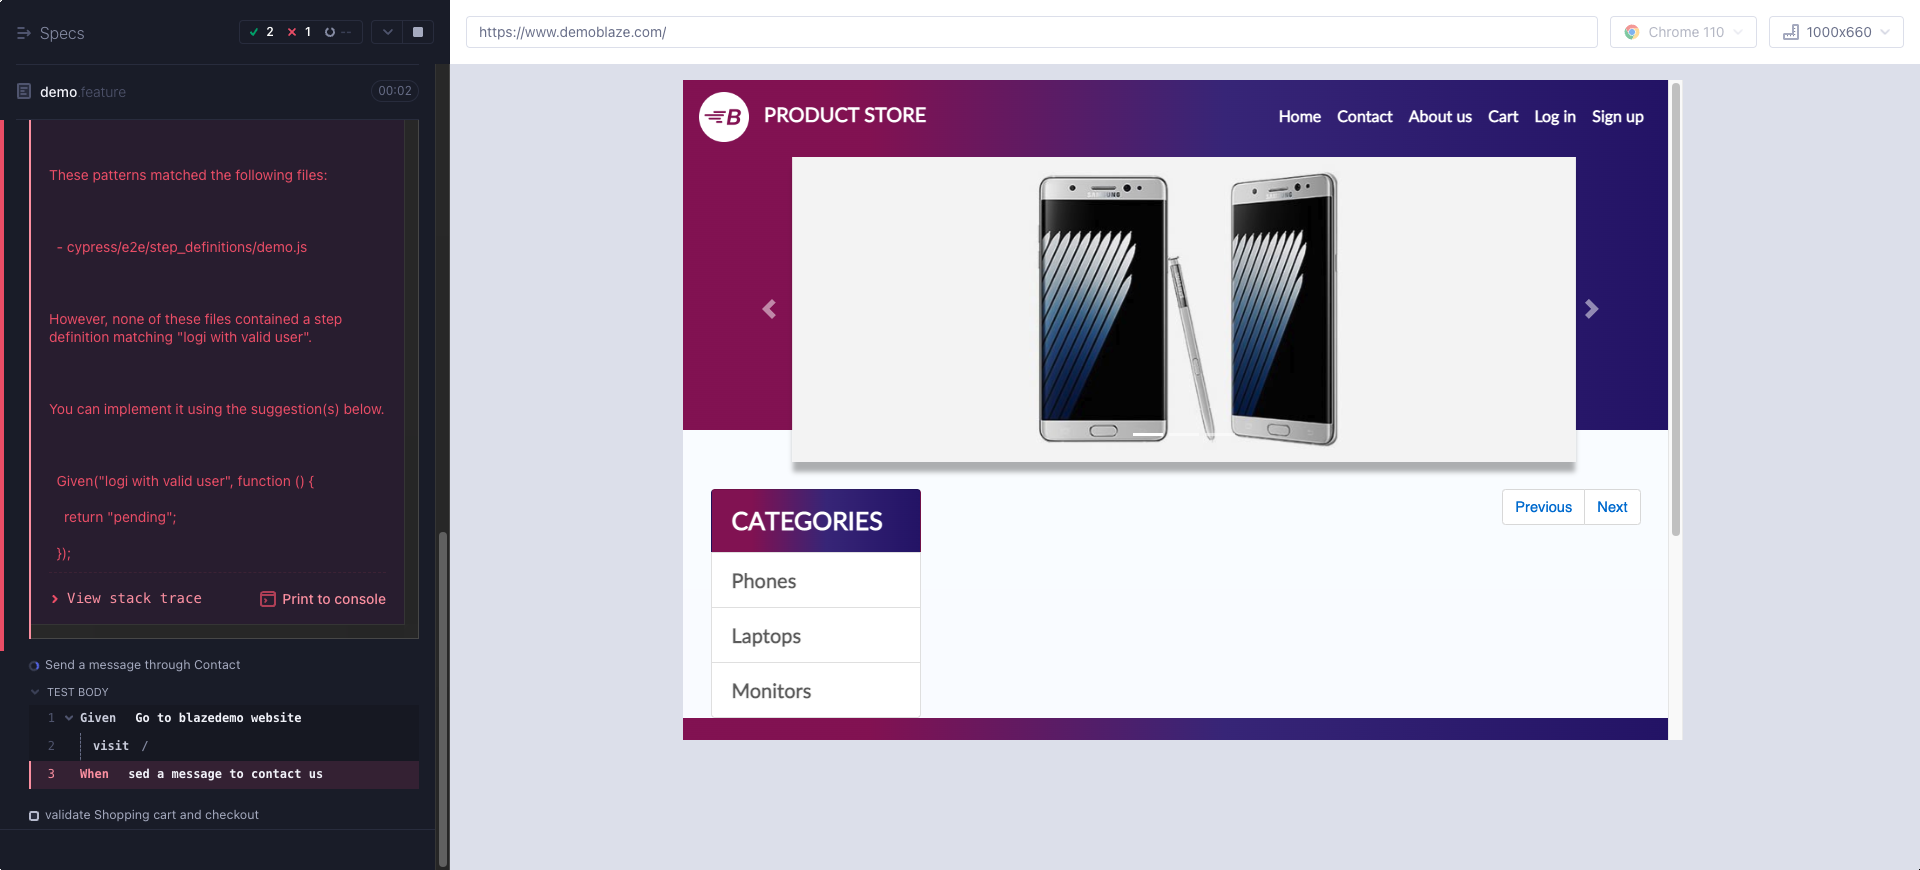 Specs
2
1
--
demo.feature
00:02
These patterns matched the following files:
- cypress/e2e/step_definitions/demo.js
However, none of these files contained a step
definition matching "logi with valid user".
You can implement it using the suggestion(s) below.
Given("logi with valid user", function () {
return "pending";
});
View stack trace
Print to console
Send a message through Contact
TEST BODY
1 Given Go to blazedemo website
2 visit /
3 When sed a message to contact us
validate Shopping cart and checkout
https://www.demoblaze.com/
Chrome 110
1000x660
B
PRODUCT STORE
Home Contact About us Cart Log in Sign up
SAMSUNG
SAMSUNG
CATEGORIES
Phones
Laptops
Monitors
Previous Next